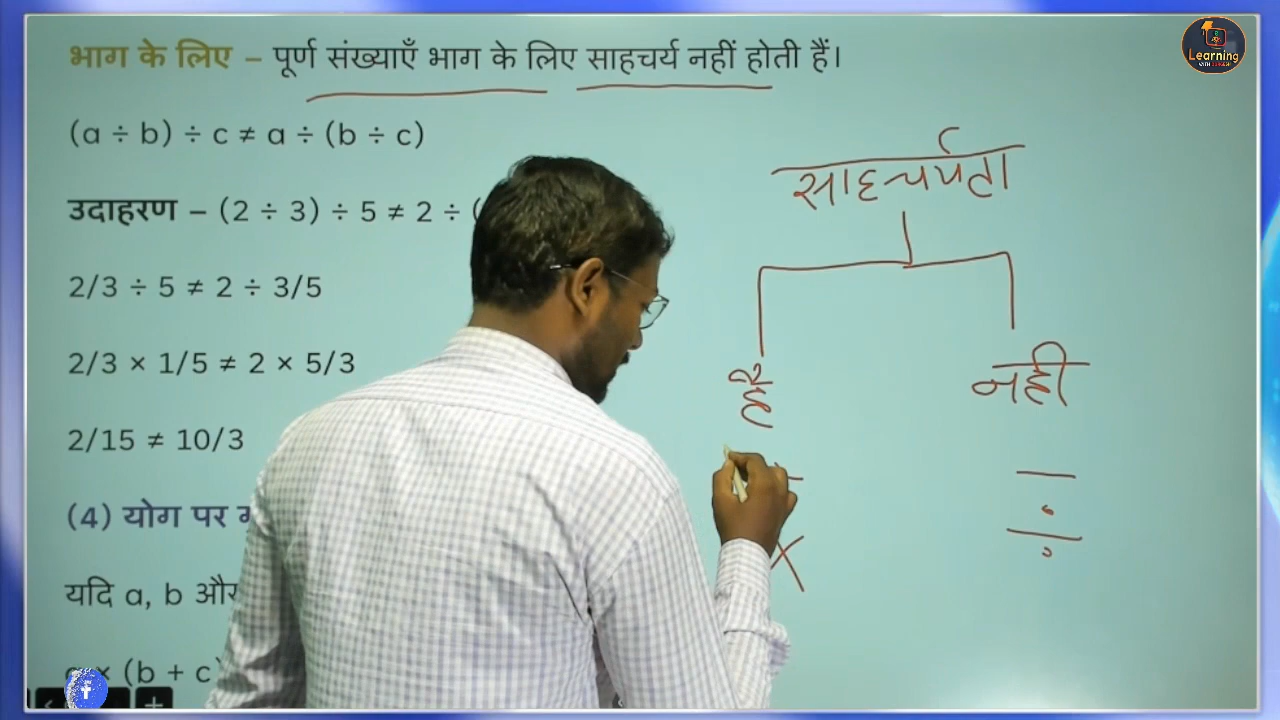 भाग के लिए – पूर्ण संख्याएँ भाग के लिए साहचर्य नहीं होती हैं।
(a ÷ b) ÷ c ≠ a ÷ (b ÷ c)
उदाहरण – (2 ÷ 3) ÷ 5 ≠ 2 ÷ (
2/3 ÷ 5 ≠ 2 ÷ 3/5
2/3 × 1/5 ≠ 2 × 5/3
2/15 ≠ 10/3
(4) योग पर
यदि a, b और
× (b + c)
साहचर्यता
है
नही
—
×
÷
Learning